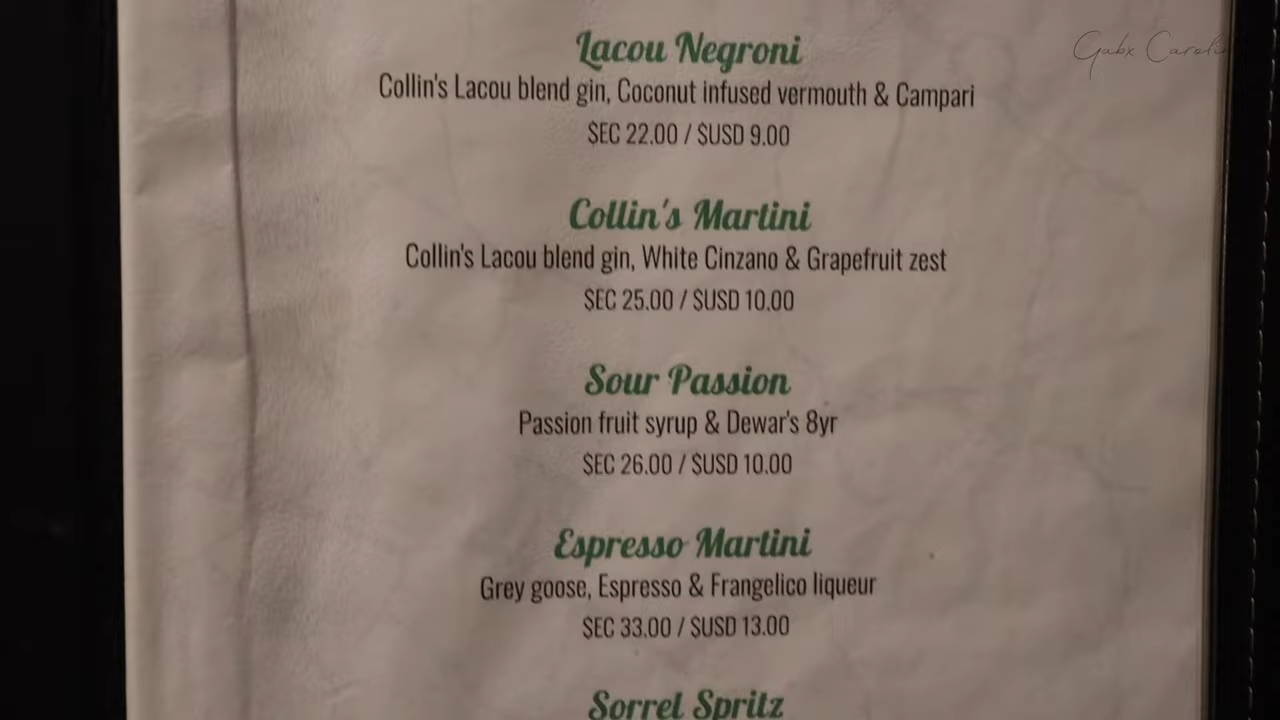 Lacou Negroni
Gabx Caroli
Collin's Lacou blend gin, Coconut infused vermouth & Campari
$EC 22.00 / $USD 9.00
Collin's Martini
Collin's Lacou blend gin, White Cinzano & Grapefruit zest
$EC 25.00 / $USD 10.00
Sour Passion
Passion fruit syrup & Dewar's 8yr
$EC 26.00 / $USD 10.00
Espresso Martini
Grey goose, Espresso & Frangelico liqueur
$EC 33.00 / $USD 13.00
Sorrel Spritz